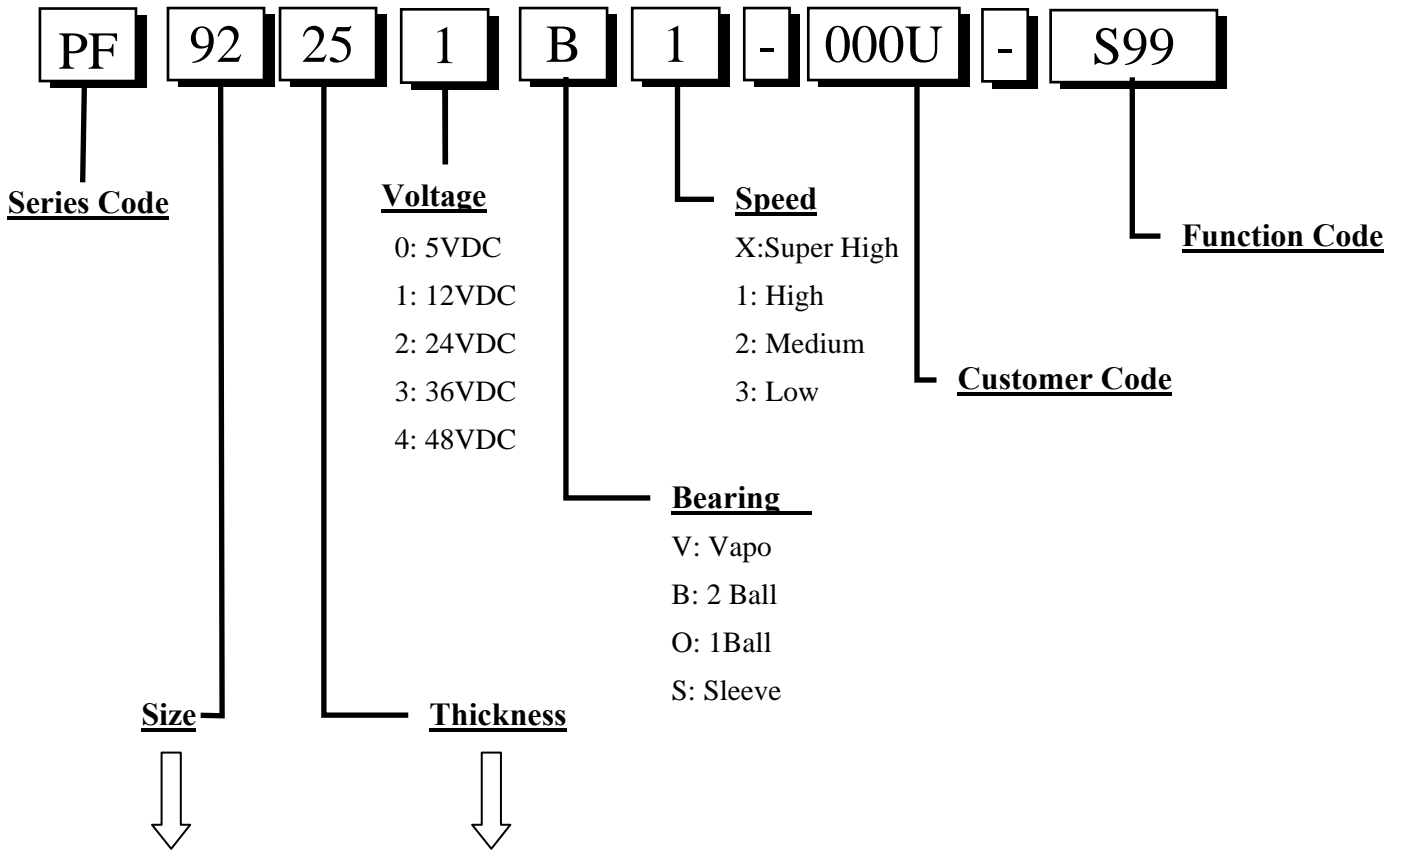 PF 92 25 1 B 1 - 000U - S99
Series Code
Voltage
0: 5VDC
1: 12VDC
2: 24VDC
3: 36VDC
4: 48VDC
Speed
X:Super High
1: High
2: Medium
3: Low
Function Code
Customer Code
Bearing
V: Vapo
B: 2 Ball
O: 1Ball
S: Sleeve
Size
Thickness